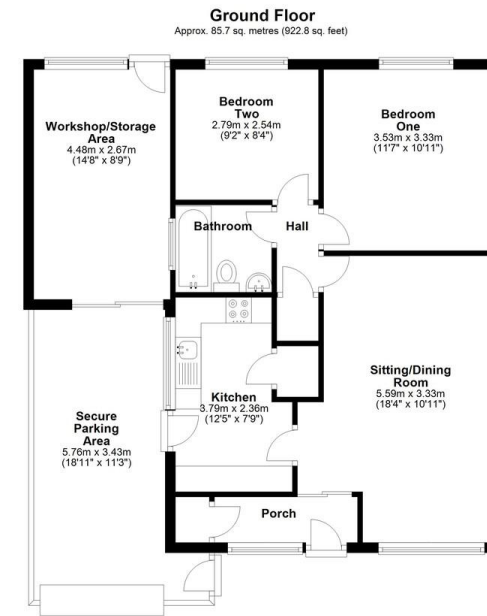 Ground Floor
Approx. 85.7 sq. metres (922.8 sq. feet)
Workshop/Storage
Area
4.48m x 2.67m
(14'8" x 8'9")
Bedroom
Two
2.79m x 2.54m
(9'2" x 8'4")
Bedroom
One
3.53m x 3.33m
(11'7" x 10'11")
Bathroom
Hall
Kitchen
3.79m x 2.36m
(12'5" x 7'9")
Sitting/Dining
Room
5.59m x 3.33m
(18'4" x 10'11")
Secure
Parking
Area
5.76m x 3.43m
(18'11" x 11'3")
Porch